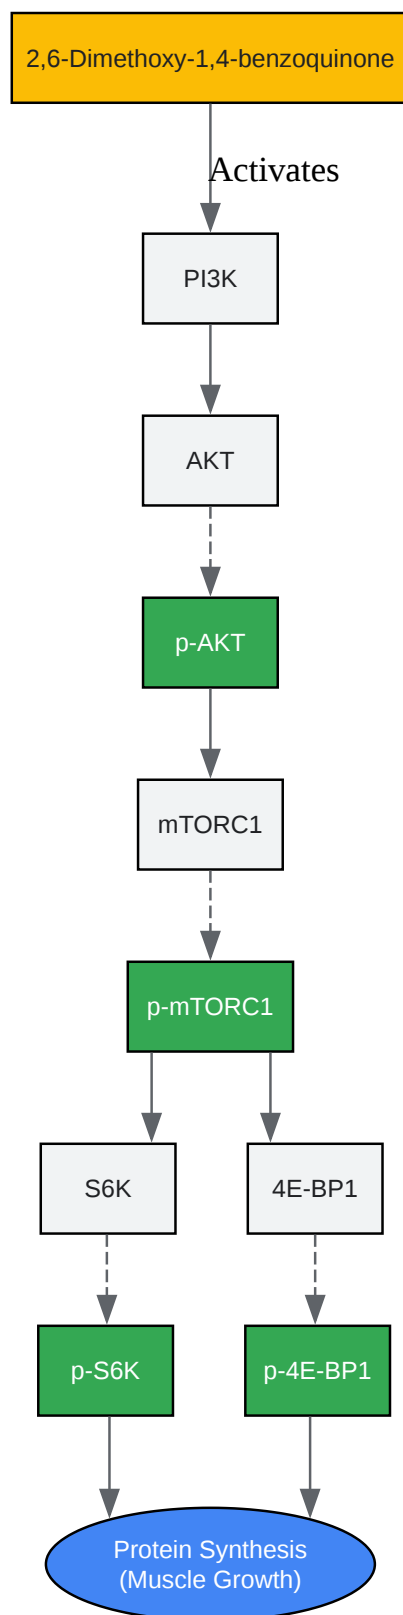 2,6-Dimethoxy-1,4-benzoquinone
Activates
PI3K
AKT
p-AKT
mTORC1
p-mTORC1
S6K
4E-BP1
p-S6K
p-4E-BP1
Protein Synthesis
(Muscle Growth)